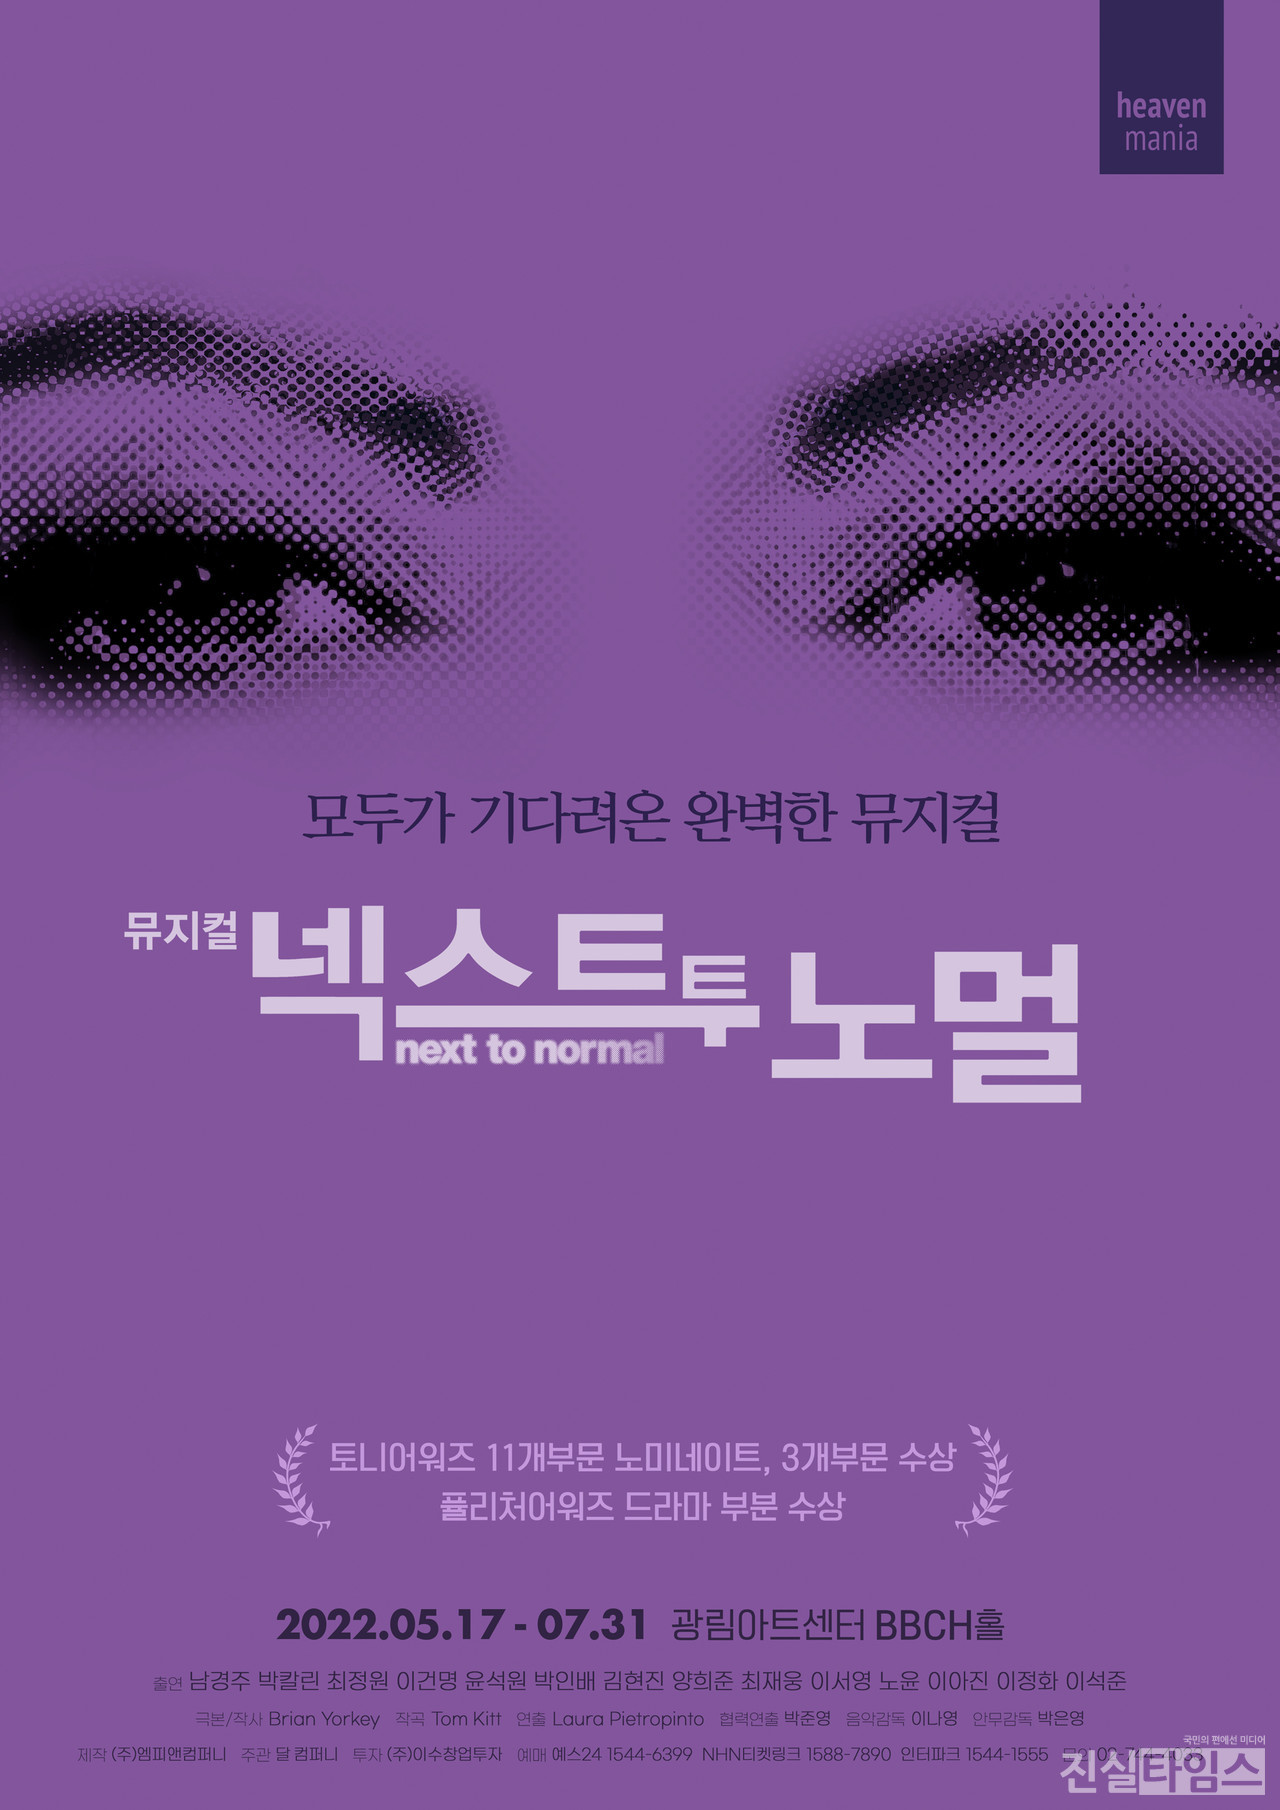 heaven
mania
모두가 기다려온 완벽한 뮤지컬
뮤지컬 넥스트 투 노멀
next to normal
토니어워즈 11개부문 노미네이트, 3개부문 수상
퓰리처어워즈 드라마 부분 수상
2022.05.17 - 07.31 광림아트센터 BBCH홀
출연 남경주 박칼린 최정원 이건명 윤석원 박인배 김현진 양희준 최재웅 이서영 노윤 이아진 이정화 이석준
극본/작사 Brian Yorkey 작곡 Tom Kitt 연출 Laura Pietropinto 협력연출 박준영 음악감독 이나영 안무감독 박은영
제작 (주)엠피앤컴퍼니 주관 달 컴퍼니 투자 (주)이수창업투자 예매 예스24 1544-6399 NHN티켓링크 1588-7890 인터파크 1544-1555
국민의 편에선 미디어
진실타임스